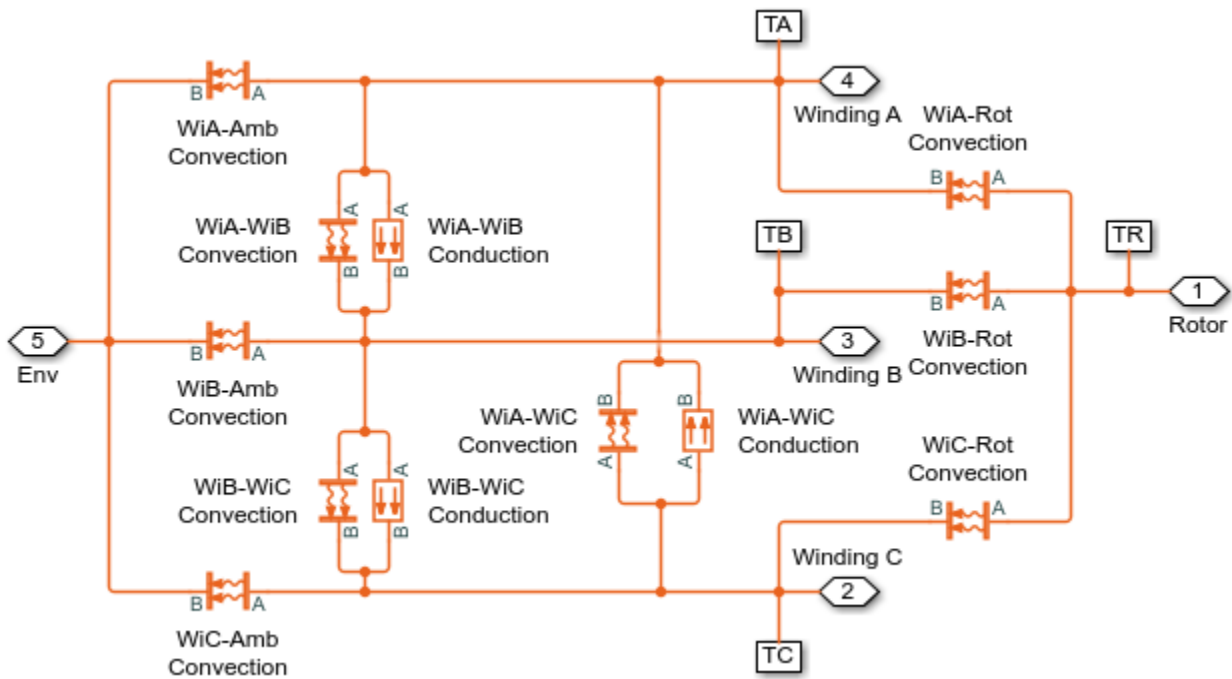 TA
B
A
4
WiA-Amb
Convection
Winding A
WiA-Rot
Convection
B
A
A
A
WiA-WiB
Convection
WiA-WiB
Conduction
B
B
TB
TR
B
A
1
Rotor
5
Env
B
A
3
WiB-Amb
Convection
Winding B
WiB-Rot
Convection
B
B
WiA-WiC
Convection
WiA-WiC
Conduction
A
A
WiC-Rot
Convection
A
A
WiB-WiC
Convection
WiB-WiC
Conduction
B
B
B
A
Winding C
B
A
2
WiC-Amb
Convection
TC